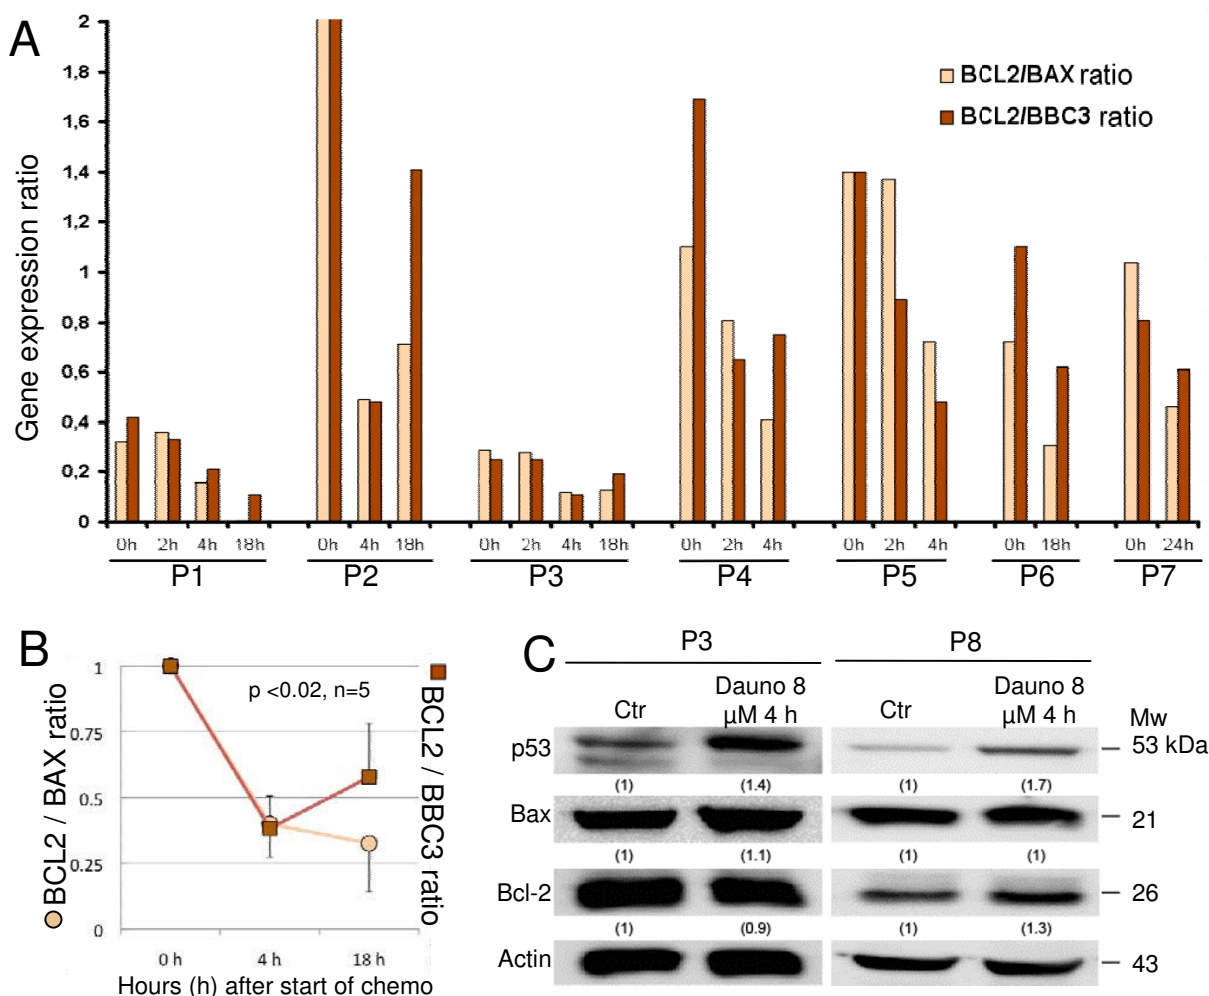 A
2
1,8
1,6
1,4
1,2
1
0.8
0,6
0,4
0,2
0
Gene expression ratio
BCL2/BAX ratio
BCL2/BBC3 ratio
0h 2h 4h 18h 0h 4h 18h 0h 2h 4h 18h 0h 2h 4h 0h 2h 4h 0h 18h 0h 24h
P1 P2 P3 P4 P5 P6 P7
B
BCL2 / BAX ratio
1
0.75
0.5
0.25
0
p <0.02, n=5
BCL2 / BBC3 ratio
0 h 4 h 18 h
Hours (h) after start of chemo
C
P3 P8
Ctr Dauno 8 µM 4 h Ctr Dauno 8 µM 4 h Mw
p53 53 kDa
(1) (1.4) (1) (1.7)
Bax 21
(1) (1.1) (1) (1)
Bcl-2 26
(1) (0.9) (1) (1.3)
Actin 43